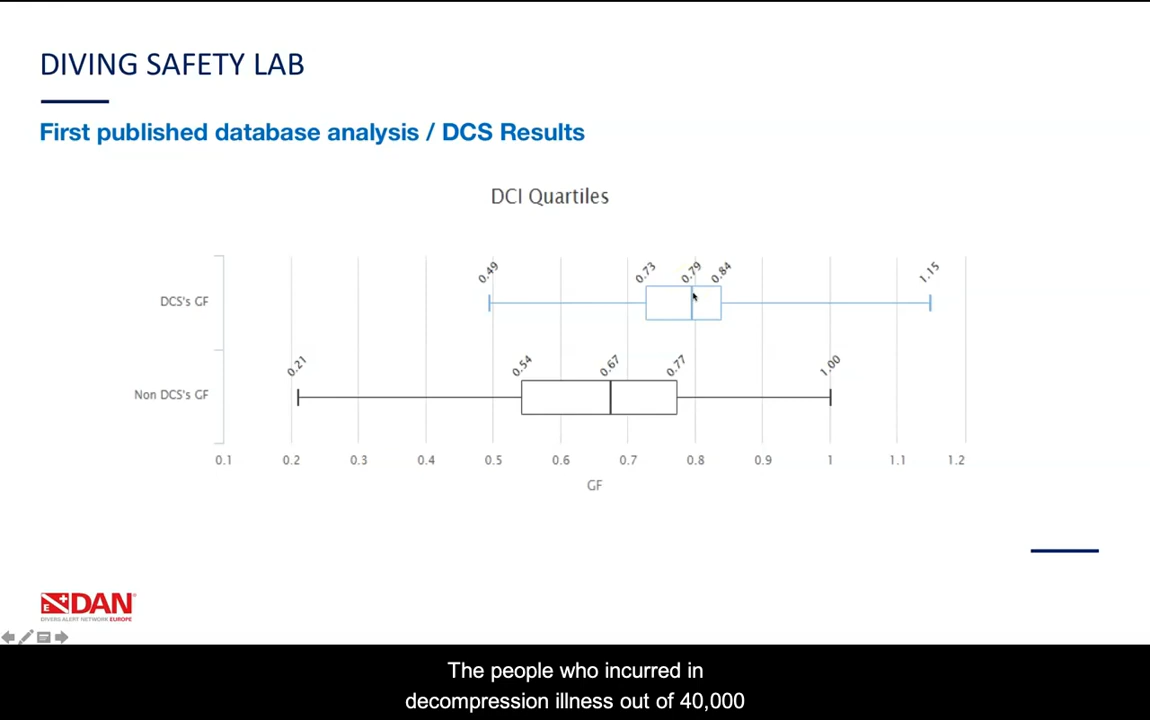 DIVING SAFETY LAB
First published database analysis / DCS Results
DCI Quartiles
0.49 0.73 0.79 0.84 1.15
DCS's GF
0.21 0.54 0.67 0.77 1.00
Non DCS's GF
0.1 0.2 0.3 0.4 0.5 0.6 0.7 0.8 0.9 1 1.1 1.2
GF
E DAN
DIVERS ALERT NETWORK EUROPE
The people who incurred in
decompression illness out of 40,000